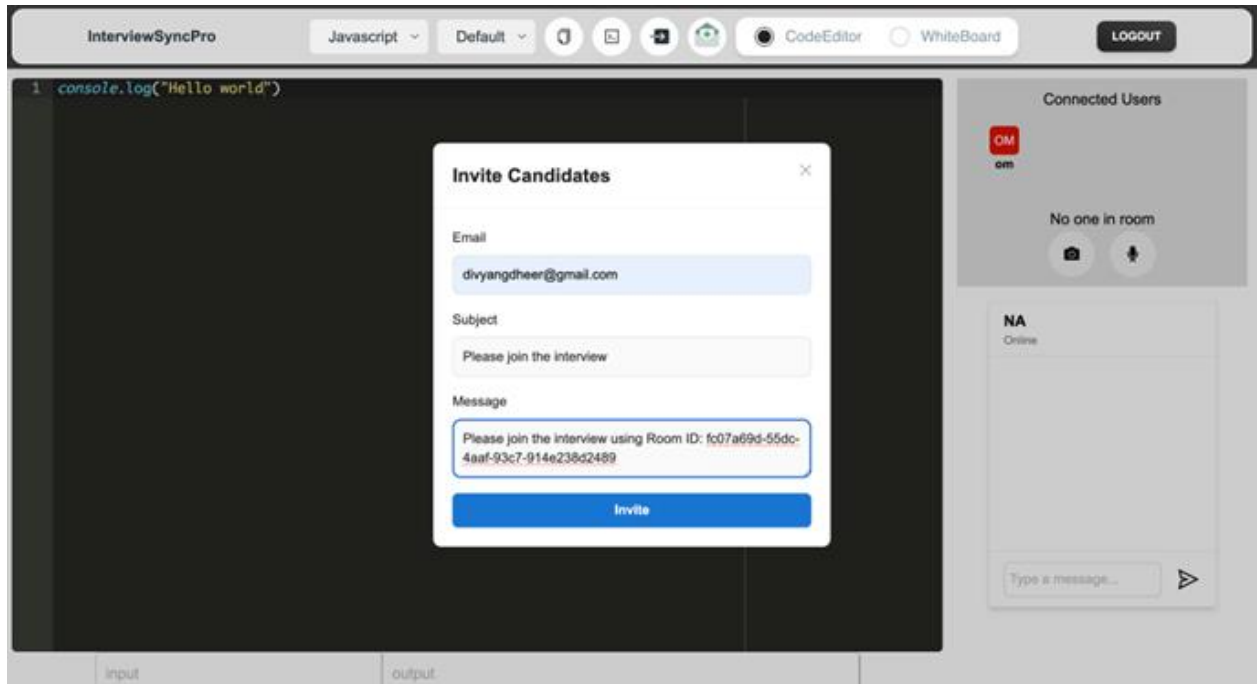 InterviewSyncPro
Javascript
Default
CodeEditor
WhiteBoard
LOGOUT
1 console.log("Hello world")
Connected Users
OM
om
No one in room
Invite Candidates
Email
divyangdheer@gmail.com
Subject
Please join the interview
Message
Please join the interview using Room ID: fc07a69d-55dc-
4aaf-93c7-914e238d2489
Invite
NA
Online
Type a message...
input
output